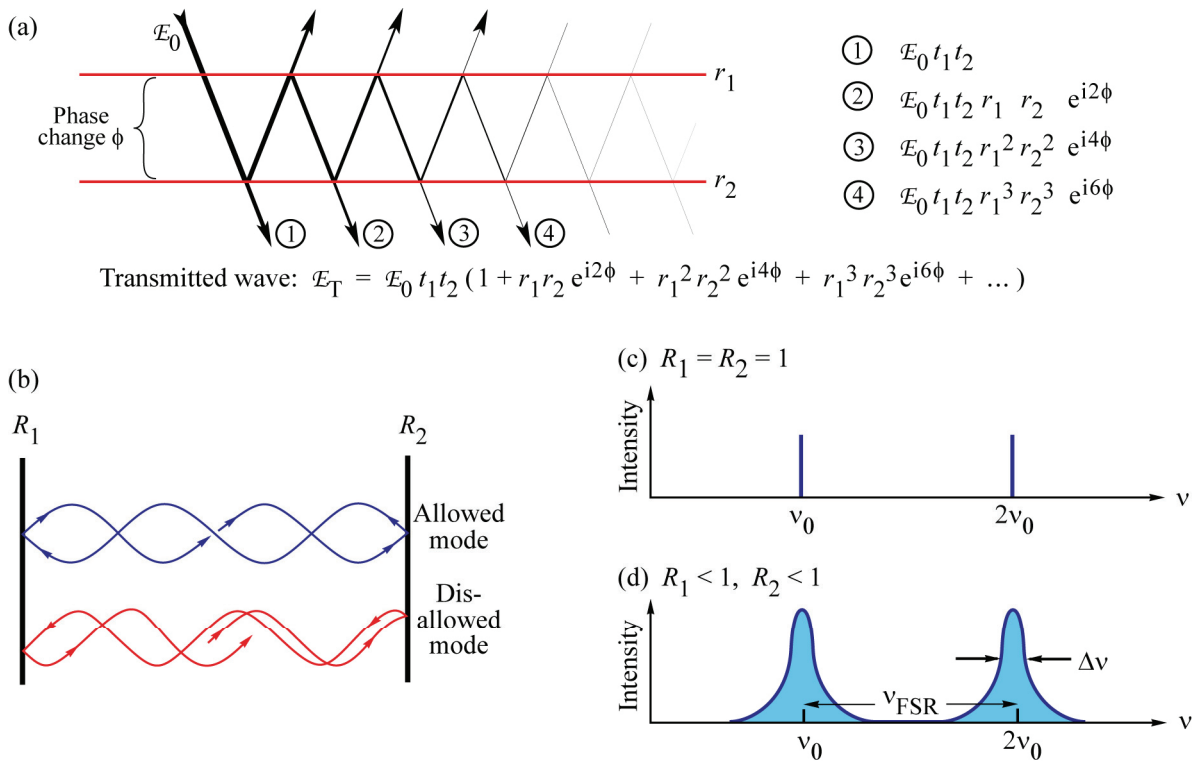 (a)
ℰ0
r1
Phase change ϕ
r2
① ② ③ ④
① ℰ0 t1 t2
② ℰ0 t1 t2 r1 r2 e^i2ϕ
③ ℰ0 t1 t2 r1^2 r2^2 e^i4ϕ
④ ℰ0 t1 t2 r1^3 r2^3 e^i6ϕ
Transmitted wave: ℰT = ℰ0 t1 t2 (1 + r1 r2 e^i2ϕ + r1^2 r2^2 e^i4ϕ + r1^3 r2^3 e^i6ϕ + ...)
(b)
R1
R2
Allowed
mode
Dis-
allowed
mode
(c) R1 = R2 = 1
Intensity
ν0
2ν0
ν
(d) R1 < 1, R2 < 1
Intensity
Δν
νFSR
ν0
2ν0
ν